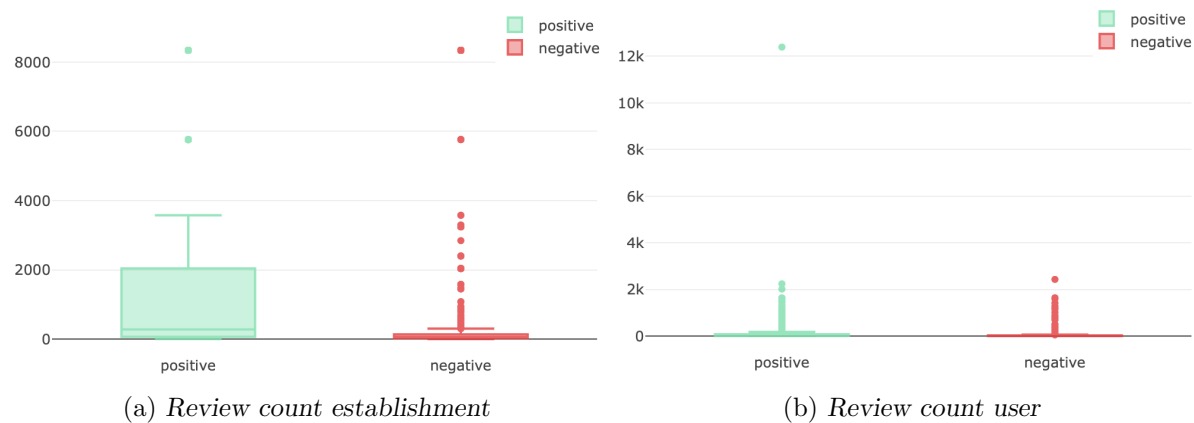 positive
negative
8000
6000
4000
2000
0
positive
negative
(a) Review count establishment
positive
negative
12k
10k
8k
6k
4k
2k
0
positive
negative
(b) Review count user